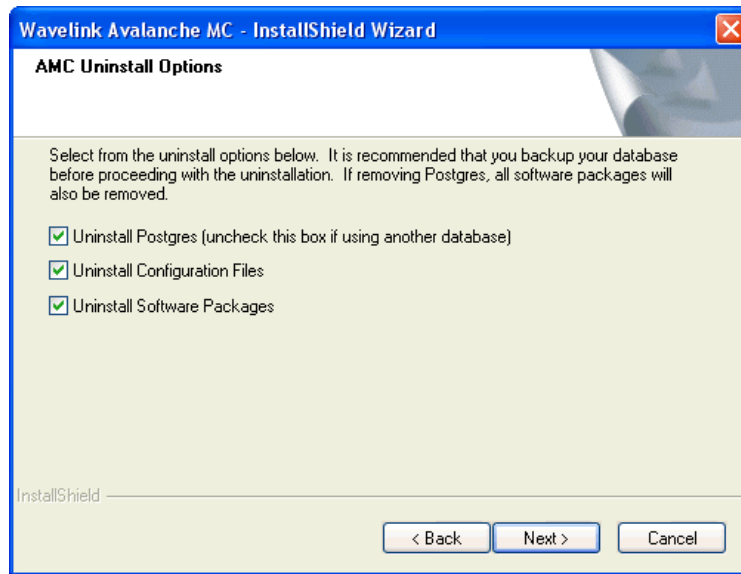 Wavelink Avalanche MC - InstallShield Wizard
AMC Uninstall Options
Select from the uninstall options below.  It is recommended that you backup your database
before proceeding with the uninstallation.  If removing Postgres, all software packages will
also be removed.
Uninstall Postgres (uncheck this box if using another database)
Uninstall Configuration Files
Uninstall Software Packages
InstallShield
< Back
Next >
Cancel